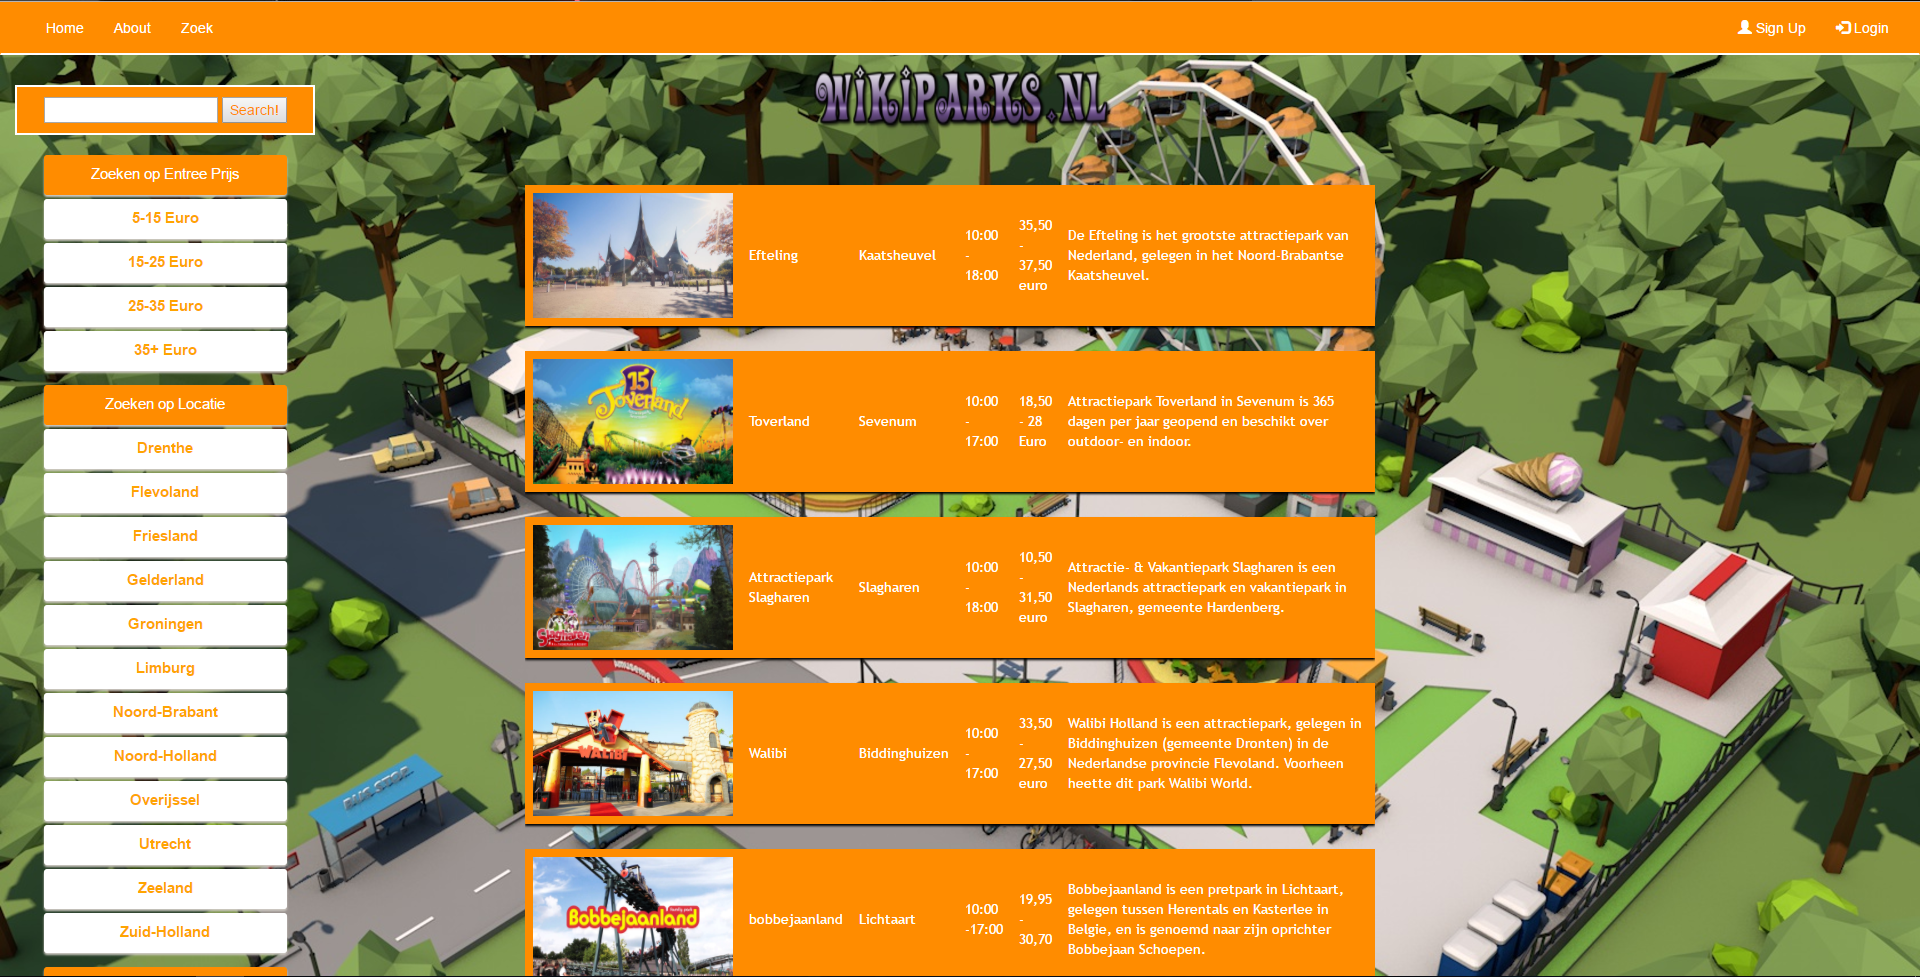 Home About Zoek Sign Up Login
WIKIPARKS.NL
Search!
Zoeken op Entree Prijs
5-15 Euro
15-25 Euro
25-35 Euro
35+ Euro
Zoeken op Locatie
Drenthe
Flevoland
Friesland
Gelderland
Groningen
Limburg
Noord-Brabant
Noord-Holland
Overijssel
Utrecht
Zeeland
Zuid-Holland
Efteling
Kaatsheuvel
10:00
-
18:00
35,50
-
37,50
euro
De Efteling is het grootste attractiepark van
Nederland, gelegen in het Noord-Brabantse
Kaatsheuvel.
15
Toverland
Toverland
Sevenum
10:00
-
17:00
18,50
- 28
Euro
Attractiepark Toverland in Sevenum is 365
dagen per jaar geopend en beschikt over
outdoor- en indoor.
Slagharen
Attractiepark
Slagharen
Slagharen
10:00
-
18:00
10,50
-
31,50
euro
Attractie- & Vakantiepark Slagharen is een
Nederlands attractiepark en vakantiepark in
Slagharen, gemeente Hardenberg.
WALIBI
Walibi
Biddinghuizen
10:00
-
17:00
33,50
-
27,50
euro
Walibi Holland is een attractiepark, gelegen in
Biddinghuizen (gemeente Dronten) in de
Nederlandse provincie Flevoland. Voorheen
heette dit park Walibi World.
Bobbejaanland
bobbejaanland
Lichtaart
10:00
-17:00
19,95
-
30,70
Bobbejaanland is een pretpark in Lichtaart,
gelegen tussen Herentals en Kasterlee in
Belgie, en is genoemd naar zijn oprichter
Bobbejaan Schoepen.
BUS STOP